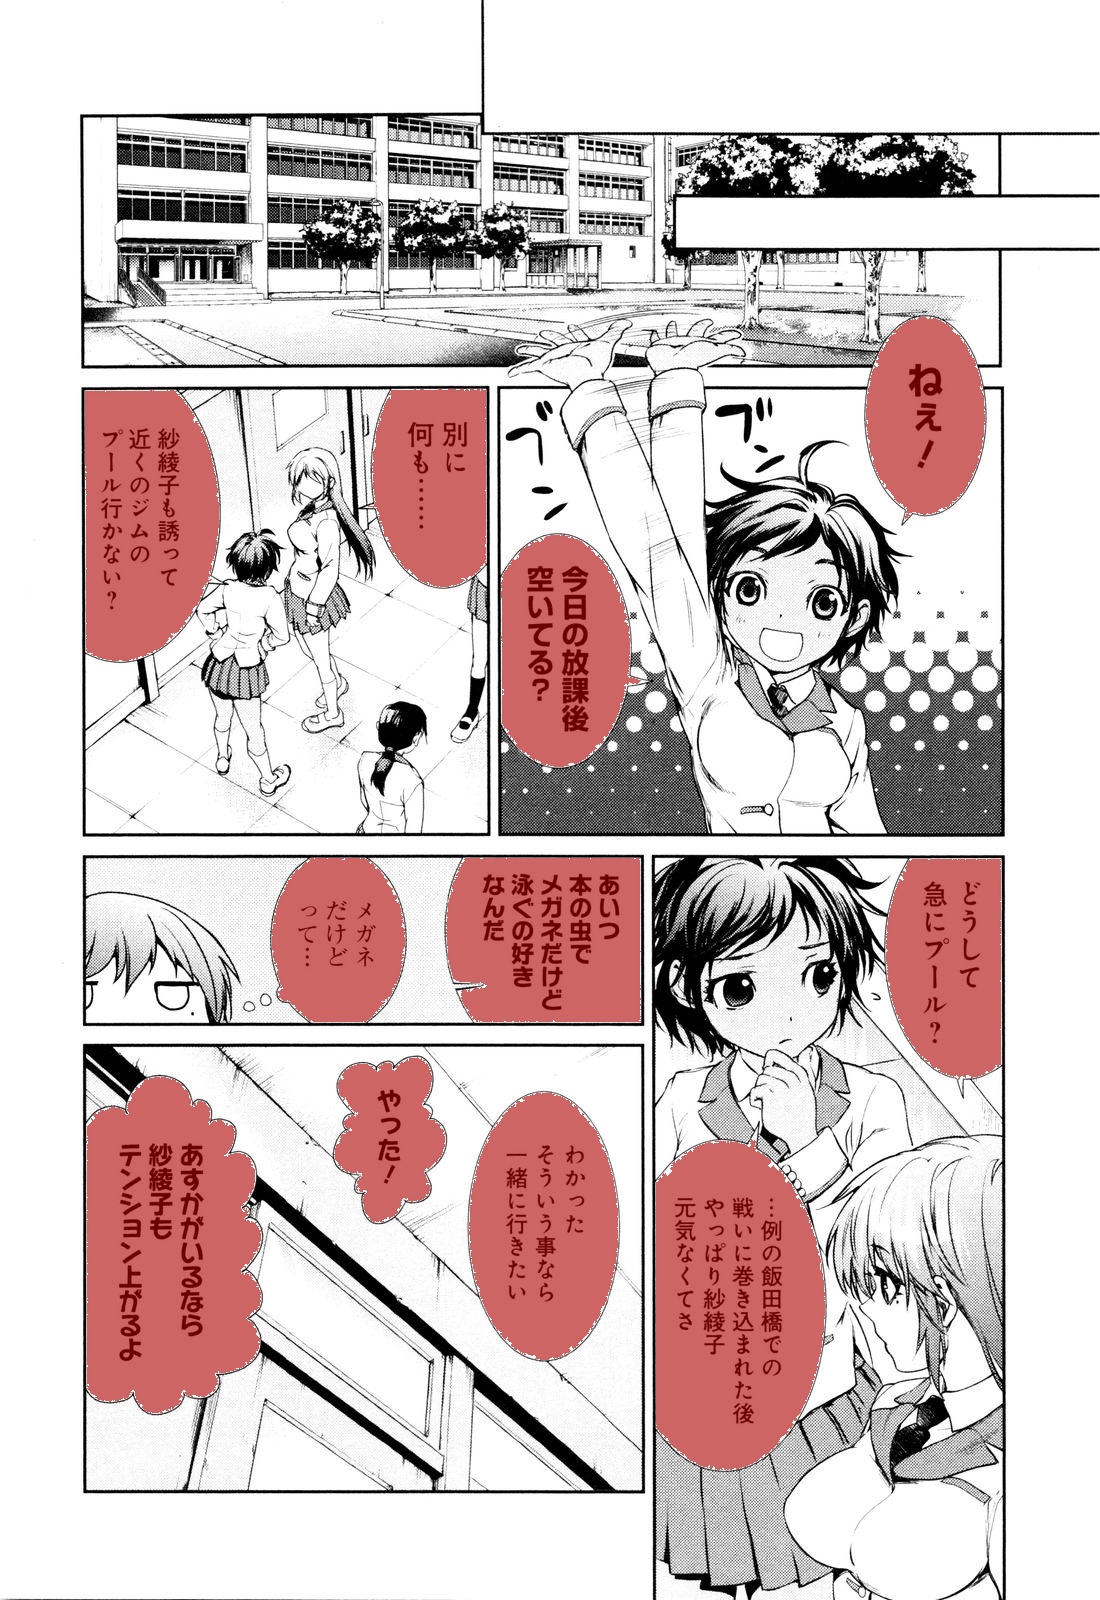 ねぇ!
ブンブン
今日の放課後
空いてる?
別に
何も……
紗綾子も誘って
近くのジムの
プール行かない?
どうして
急にプール?
…例の飯田橋での
戦いに巻き込まれた後
やっぱり紗綾子
元気なくてさ
あいつ
本の虫で
メガネだけど
泳ぐの好き
なんだ
メガネ
だけど
って…
わかった
そういう事なら
一緒に行きたい
やった!
あすかがいるなら
紗綾子も
テンション上がるよ